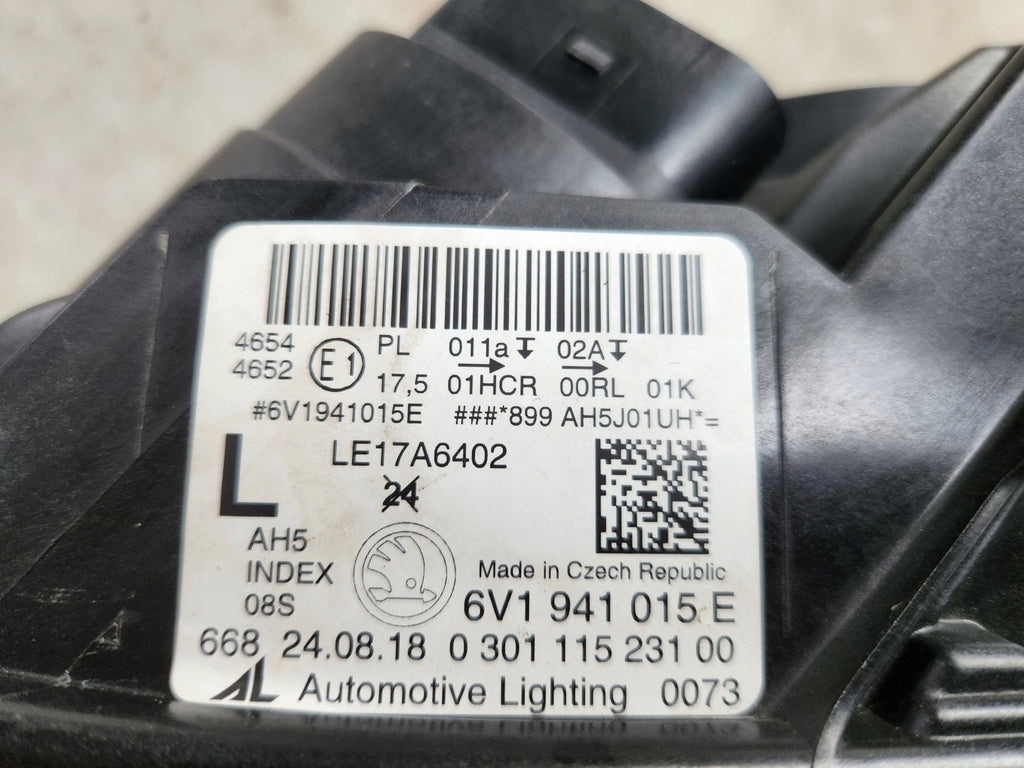 4654 E1 PL 011a 02A
4652 17,5 01HCR 00RL 01K
#6V1941015E ###*899 AH5J01UH*=
L LE17A6402
24
AH5
INDEX Made in Czech Republic
08S 6V1 941 015 E
668 24.08.18 0 301 115 231 00
AL Automotive Lighting 0073